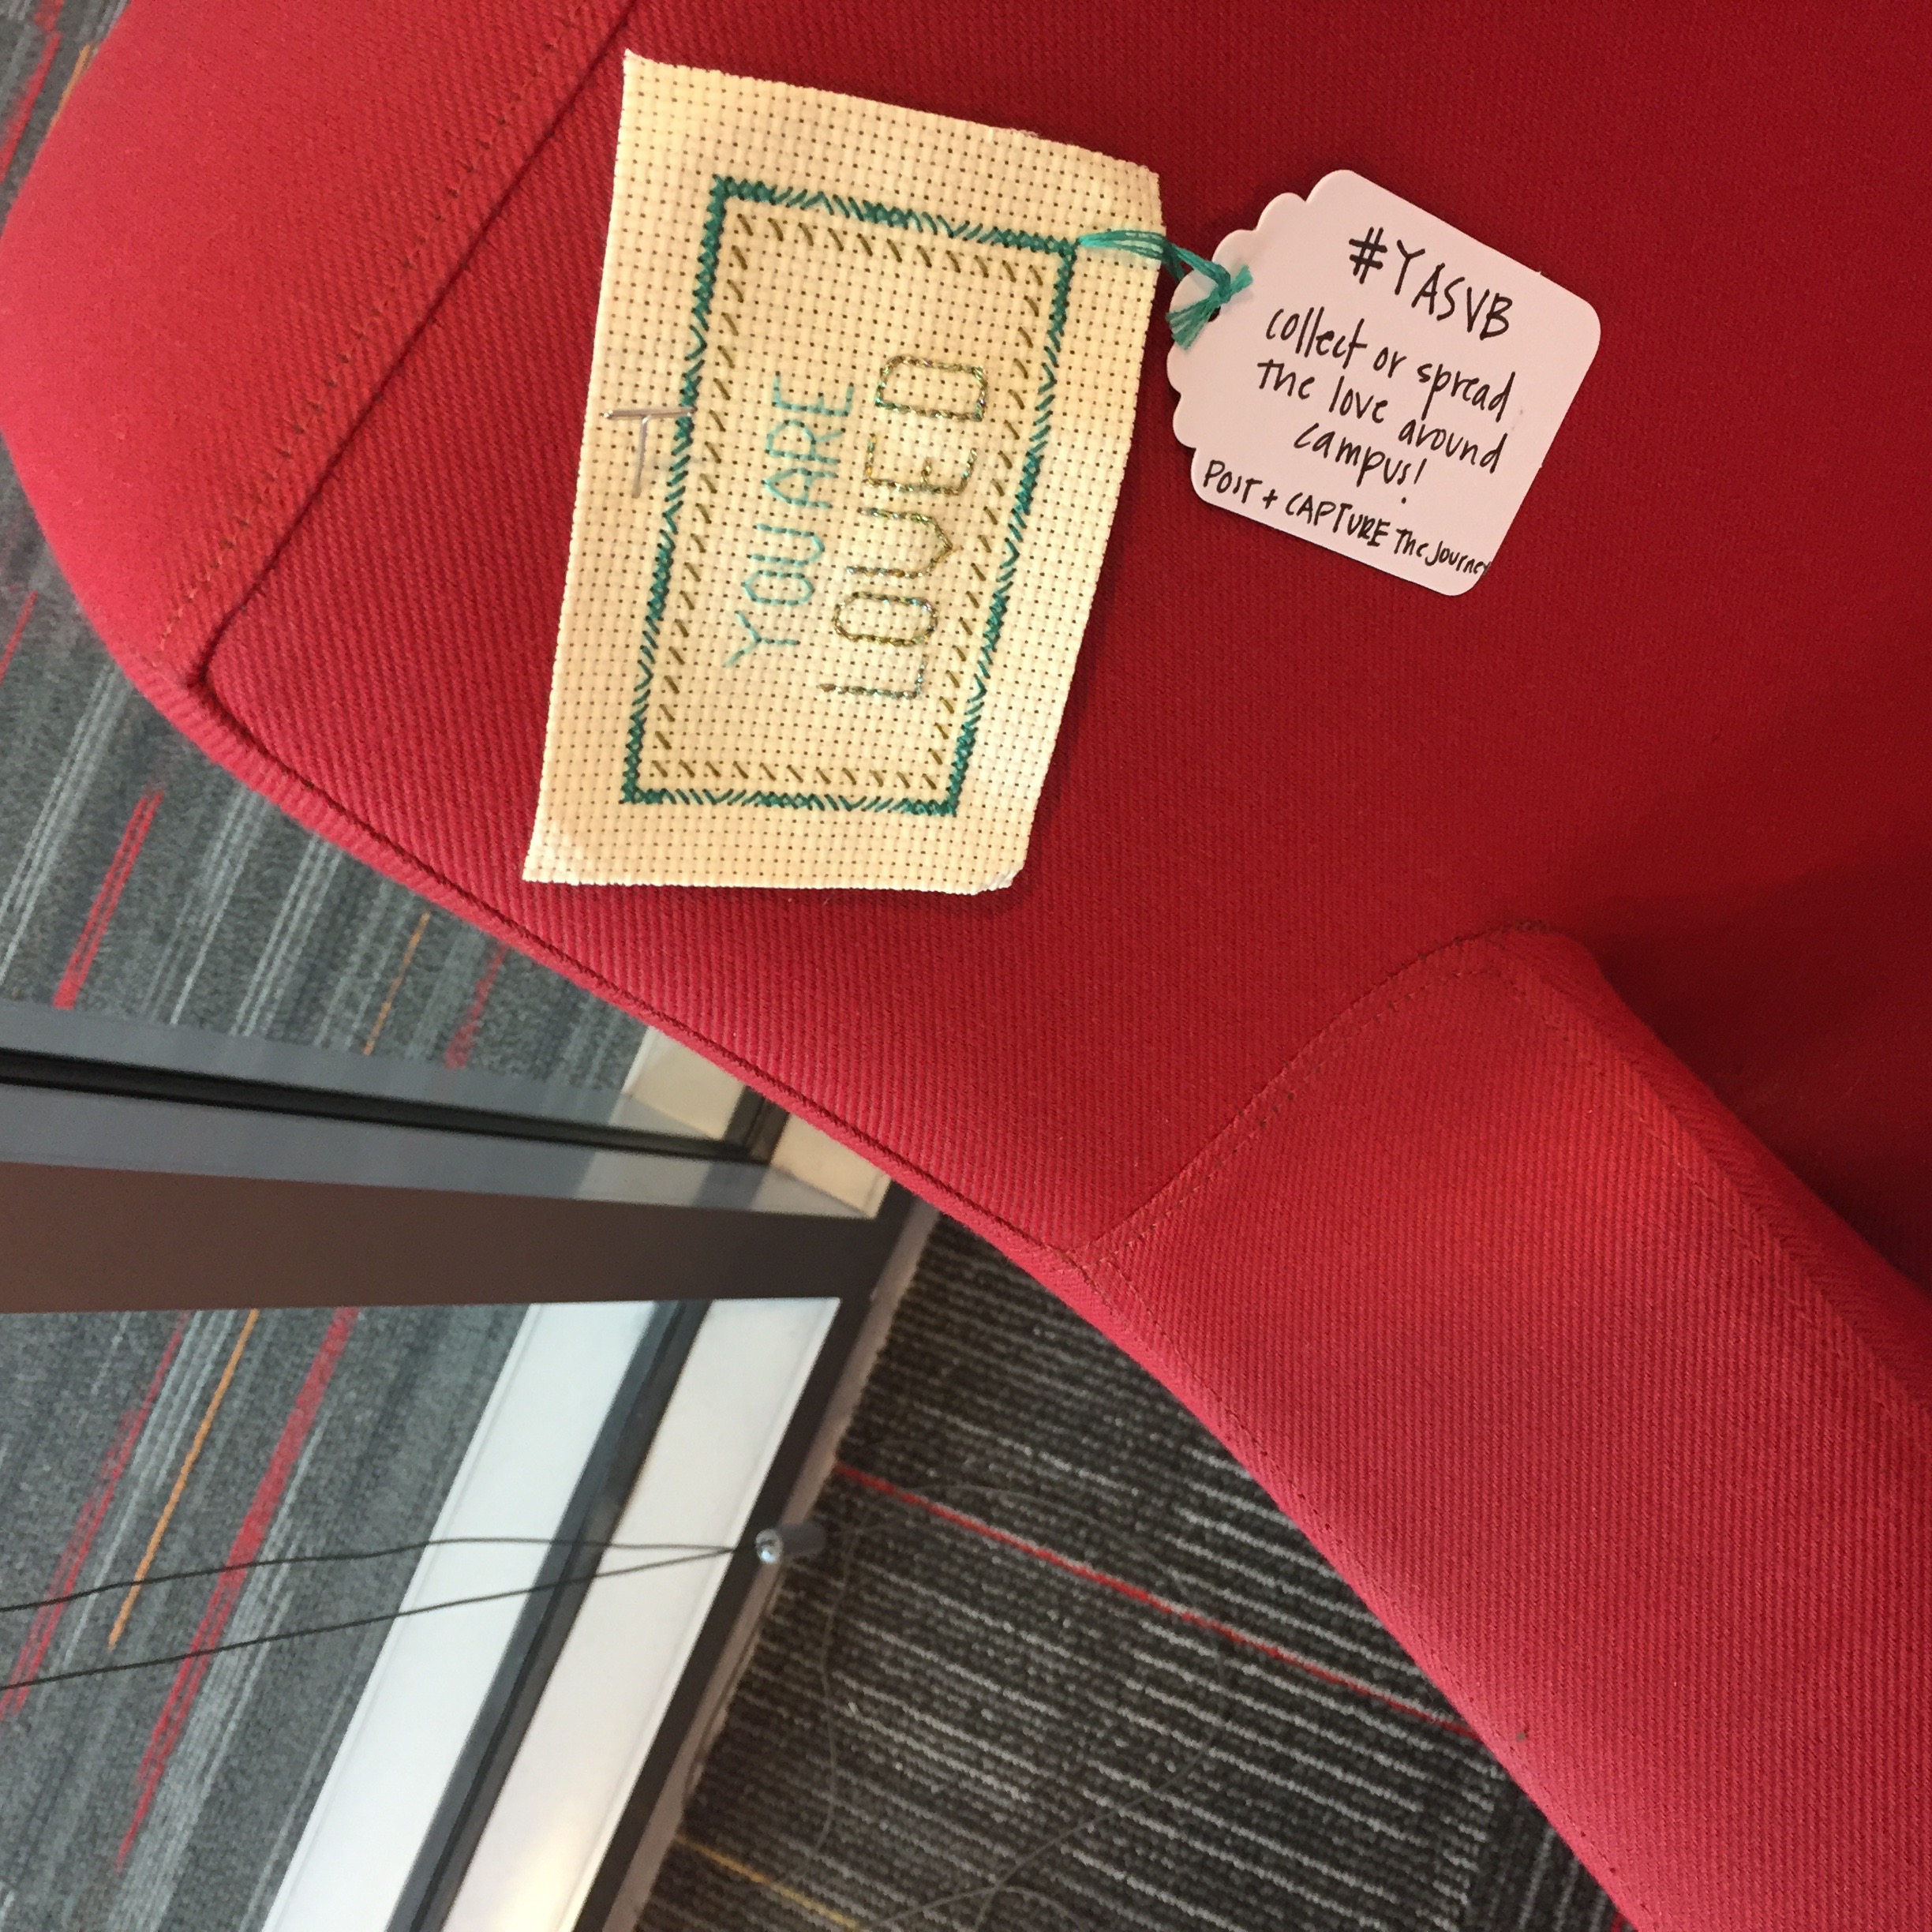 YOU ARE
LOVED
#YASVB
collect or spread
the love around
campus!
POST + CAPTURE The Journey